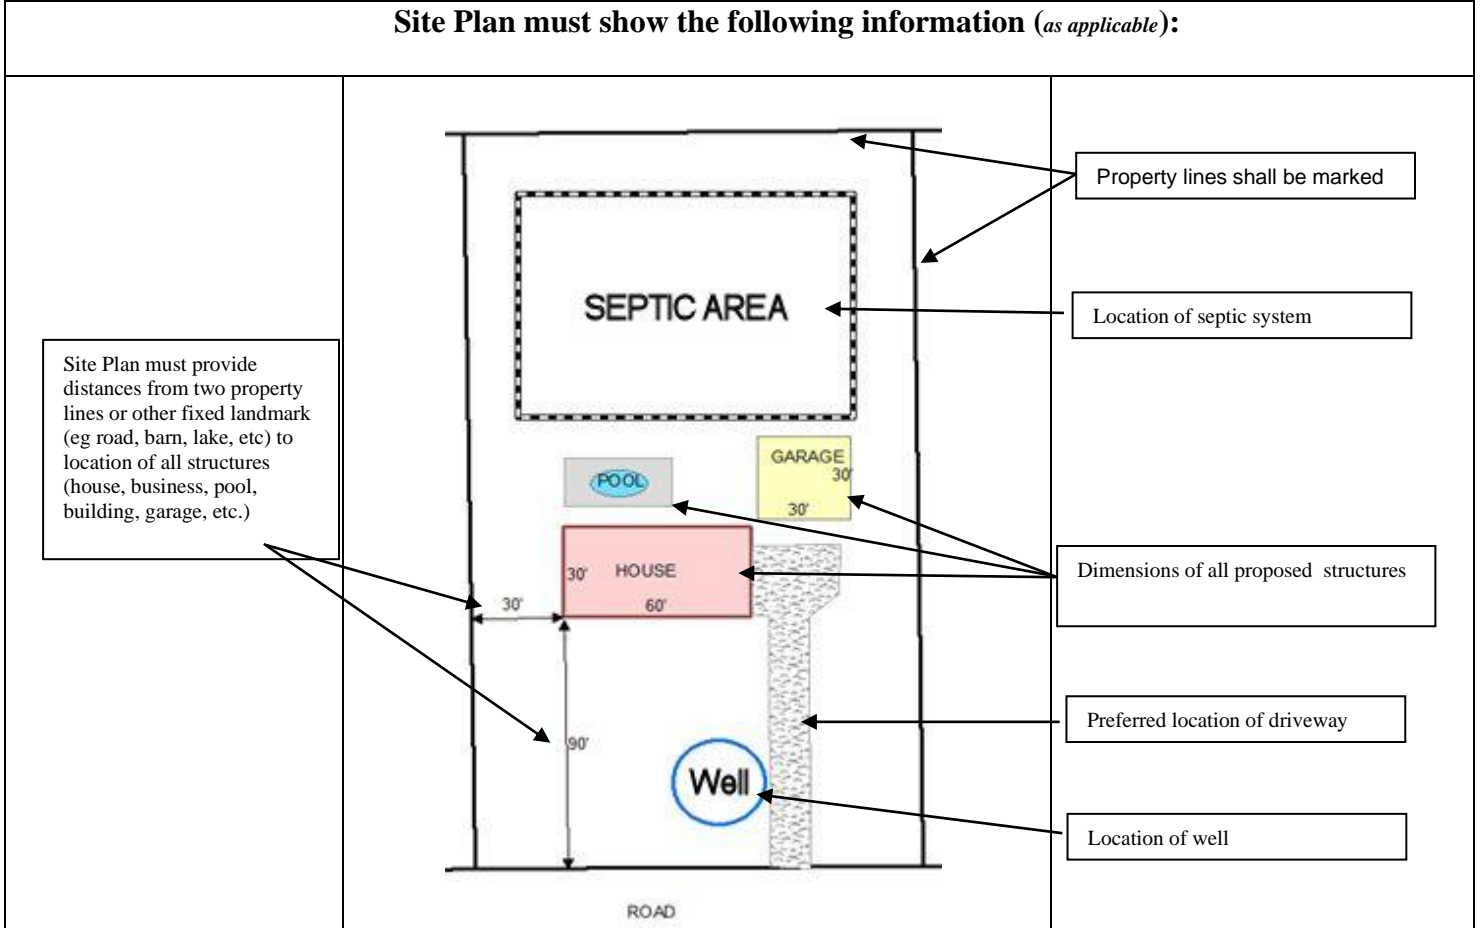 Site Plan must show the following information (as applicable):
Property lines shall be marked
SEPTIC AREA
Location of septic system
Site Plan must provide
distances from two property
lines or other fixed landmark
(eg road, barn, lake, etc) to
location of all structures
(house, business, pool,
building, garage, etc.)
GARAGE
30'
30'
POOL
HOUSE
30'
60'
30'
Dimensions of all proposed structures
90'
Preferred location of driveway
Well
Location of well
ROAD